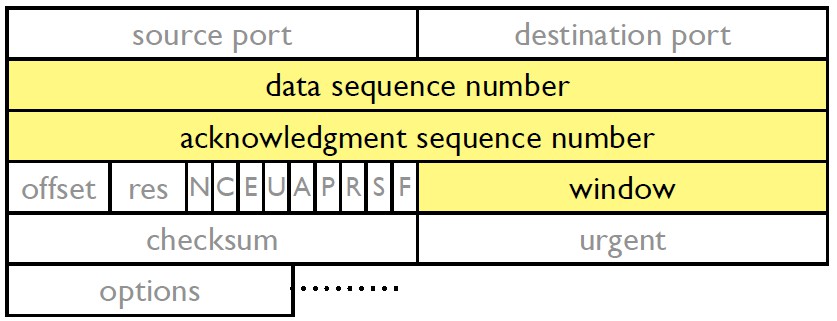 source port destination port
data sequence number
acknowledgment sequence number
offset res N C E U A P R S F window
checksum urgent
options